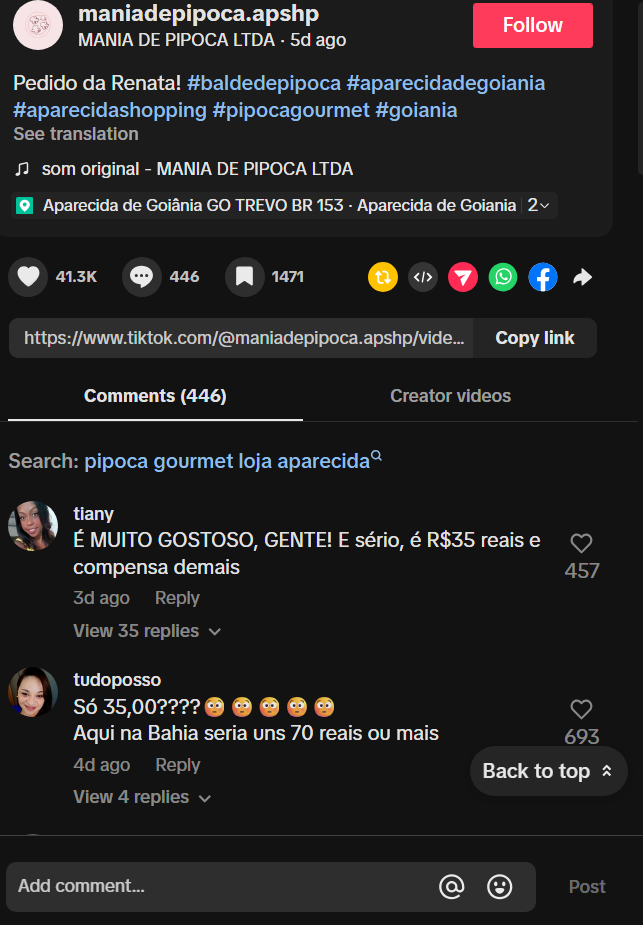 maniadepipoca.apshp
MANIA DE PIPOCA LTDA · 5d ago
Follow
Pedido da Renata! #baldedepipoca #aparecidadegoiania
#aparecidashopping #pipocagourmet #goiania
See translation
som original - MANIA DE PIPOCA LTDA
Aparecida de Goiânia GO TREVO BR 153 · Aparecida de Goiania 2
41.3K
446
1471
https://www.tiktok.com/@maniadepipoca.apshp/vide...
Copy link
Comments (446)
Creator videos
Search: pipoca gourmet loja aparecida
tiany
É MUITO GOSTOSO, GENTE! E sério, é R$35 reais e
compensa demais
3d ago Reply
457
View 35 replies
tudoposso
Só 35,00????😳😳😳😳😳
Aqui na Bahia seria uns 70 reais ou mais
693
4d ago Reply
View 4 replies
Back to top
Add comment...
Post